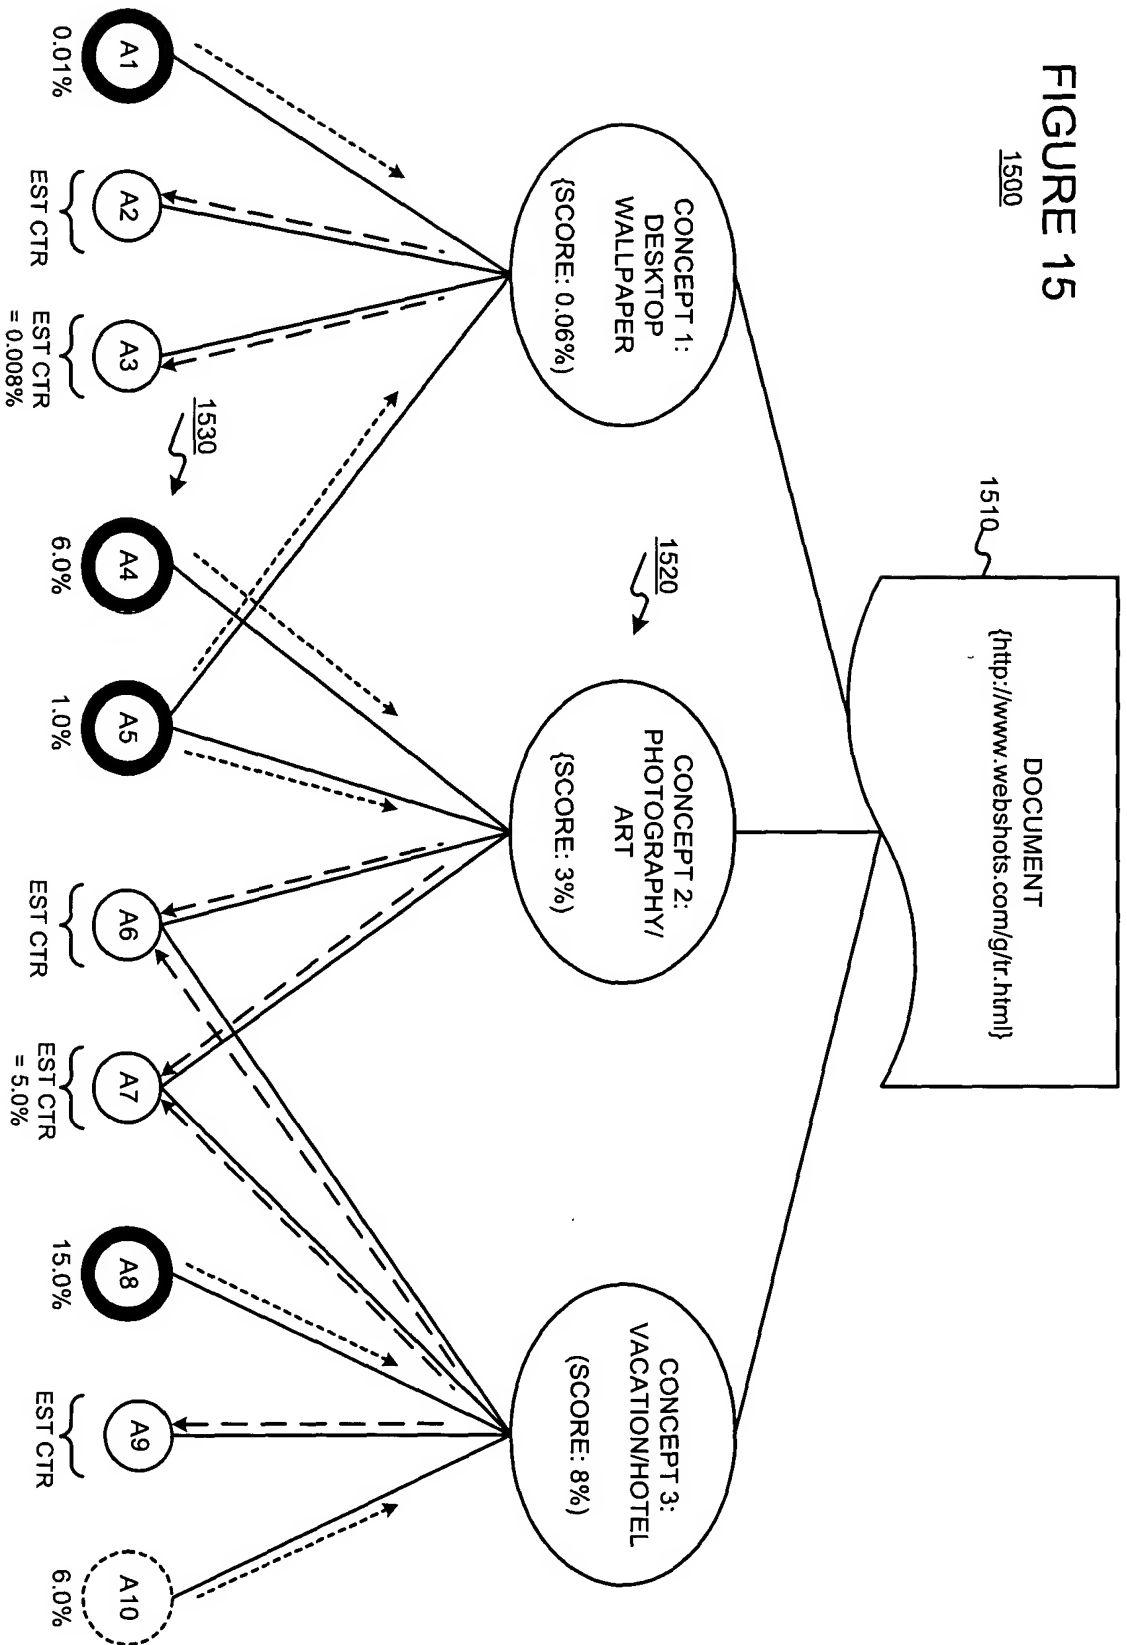 FIGURE 15
1500
1510
DOCUMENT
{http://www.webshots.com/g/tr.html}
1520
CONCEPT 1:
DESKTOP
WALLPAPER
{SCORE: 0.06%}
CONCEPT 2:
PHOTOGRAPHY/
ART
{SCORE: 3%}
CONCEPT 3:
VACATION/HOTEL
{SCORE: 8%}
1530
A1
0.01%
A2
EST CTR
A3
EST CTR
= 0.008%
A4
6.0%
A5
1.0%
A6
EST CTR
A7
EST CTR
= 5.0%
A8
15.0%
A9
EST CTR
A10
6.0%